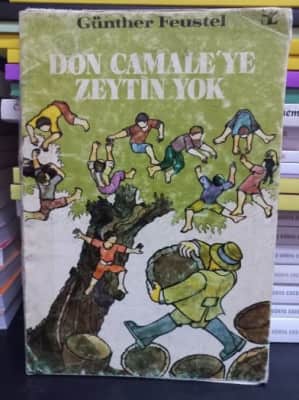 Günther Feustel
DON CAMALE'YE
ZEYTİN YOK